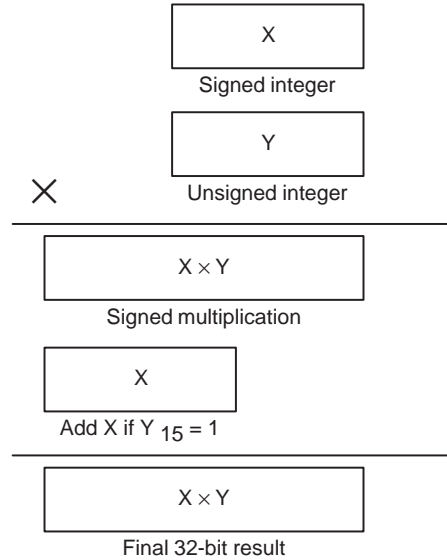 X
Signed integer
Y
× Unsigned integer
X × Y
Signed multiplication
X
Add X if Y 15 = 1
X × Y
Final 32-bit result